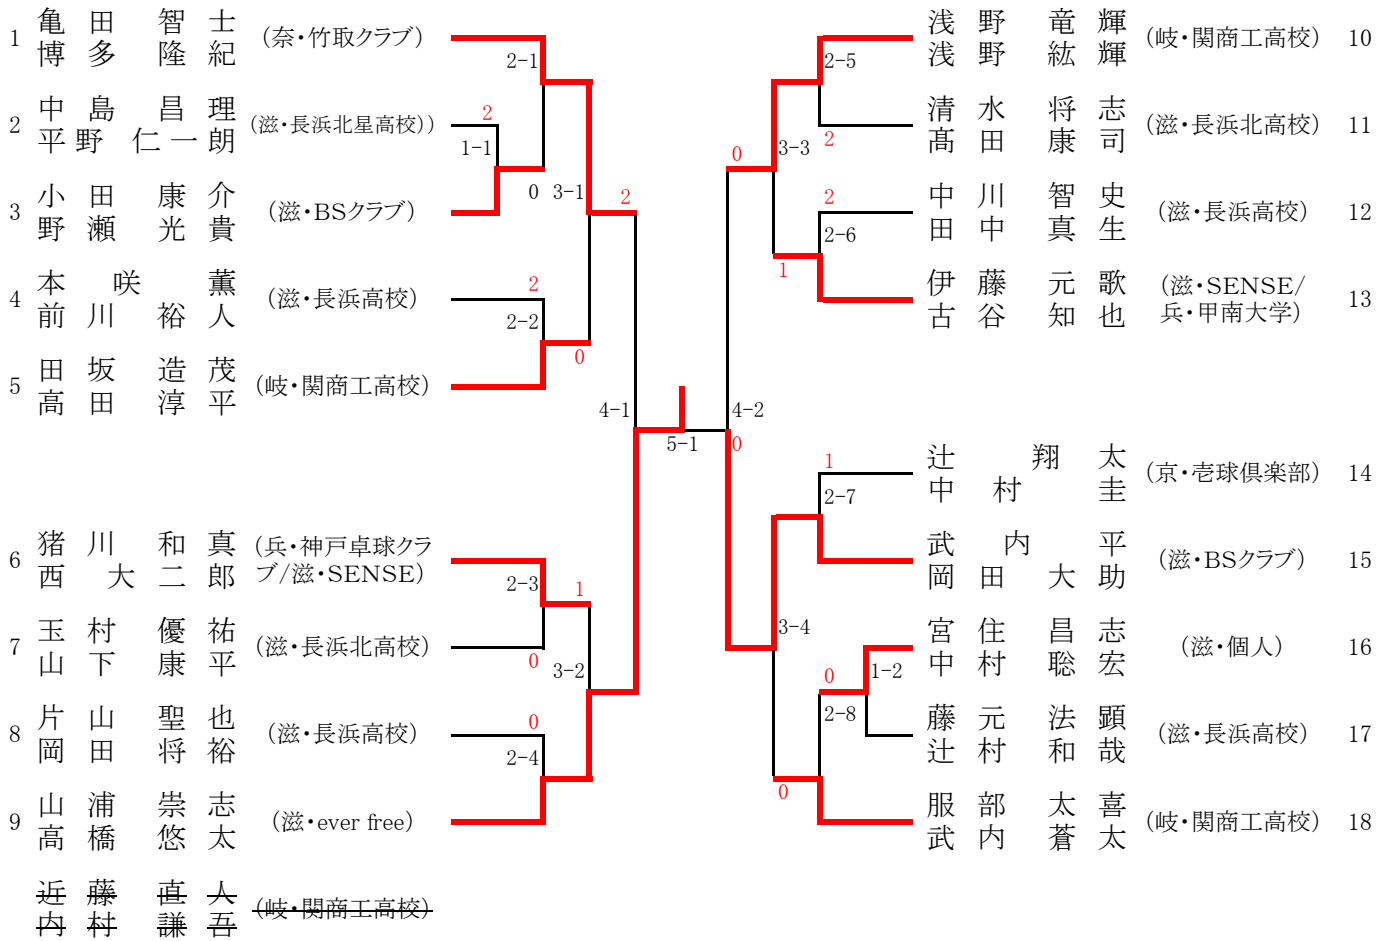 1 亀田 智士 (奈・竹取クラブ)
博多 隆紀
2-1
2 中島 昌理 (滋・長浜北星高校))
平野 仁一朗
2
1-1
3 小田 康介 (滋・BSクラブ)
野瀬 光貴
0 3-1 2
4 本咲 薫 (滋・長浜高校)
前川 裕人
2
2-2
0
5 田坂 造茂 (岐・関商工高校)
高田 淳平
4-1
5-1
6 猪川 和真 (兵・神戸卓球クラ
西 大二郎 ブ/滋・SENSE)
2-3 1
7 玉村 優祐 (滋・長浜北高校)
山下 康平
0
3-2
8 片山 聖也 (滋・長浜高校)
岡田 将裕
0
2-4
9 山浦 崇志 (滋・ever free)
高橋 悠太
近藤 直人 (岐・関商工高校)
内村 謙吾
浅野 竜輝 (岐・関商工高校) 10
浅野 紘輝
2-5
清水 将志 (滋・長浜北高校) 11
髙田 康司
2
0 3-3
中川 智史 (滋・長浜高校) 12
田中 真生
2
2-6
1
伊藤 元歌 (滋・SENSE/ 13
古谷 知也 兵・甲南大学)
4-2
0
辻 翔太 (京・壱球倶楽部) 14
中村 圭
1
2-7
武内 平 (滋・BSクラブ) 15
岡田 大助
3-4
宮住 昌志 (滋・個人) 16
中村 聡宏
0 1-2
2-8
藤元 法顕 (滋・長浜高校) 17
辻村 和哉
0
服部 太喜 (岐・関商工高校) 18
武内 蒼太